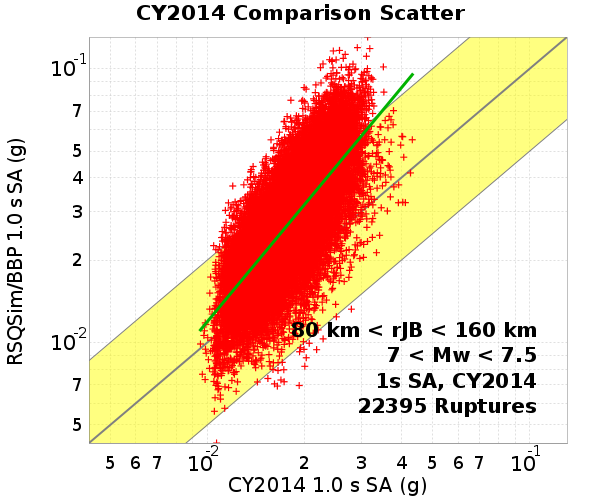 CY2014 Comparison Scatter
RSQSim/BBP 1.0 s SA (g)
10-1
7
5
4
3
2
10-2
7
5
80 km < rJB < 160 km
7 < Mw < 7.5
1s SA, CY2014
22395 Ruptures
5 6 7 10-2 2 3 4 5 6 7 10-1
CY2014 1.0 s SA (g)